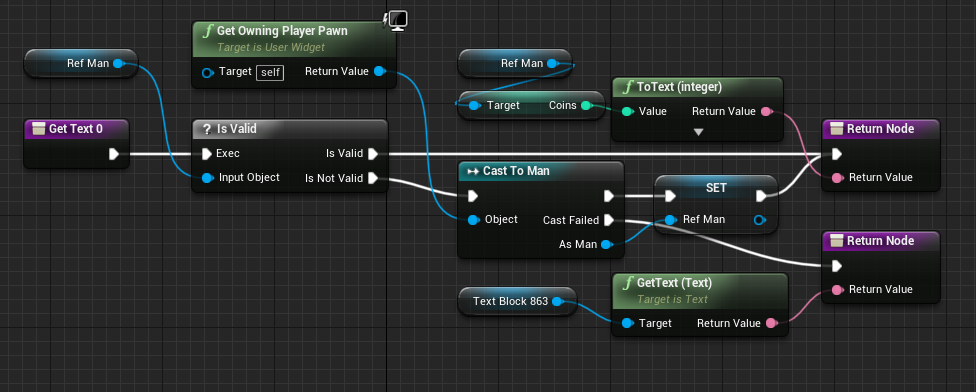 Get Owning Player Pawn
Target is User Widget
Target self Return Value
Ref Man
Ref Man
Target Coins
ToText (integer)
Value Return Value
Get Text 0
? Is Valid
Exec Is Valid
Input Object Is Not Valid
Return Node
Return Value
Cast To Man
Object Cast Failed
As Man
SET
Ref Man
Return Node
Return Value
Text Block 863
GetText (Text)
Target is Text
Target Return Value